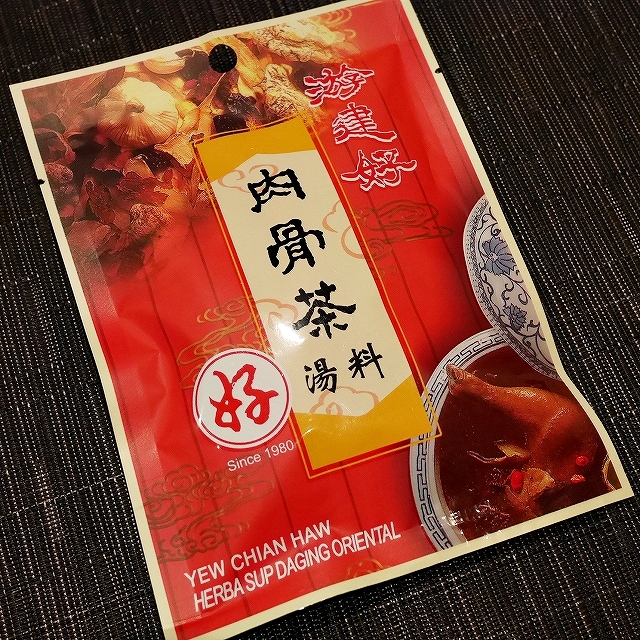 游建好
肉骨茶
湯料
好
Since 1980
YEW CHIAN HAW
HERBA SUP DAGING ORIENTAL